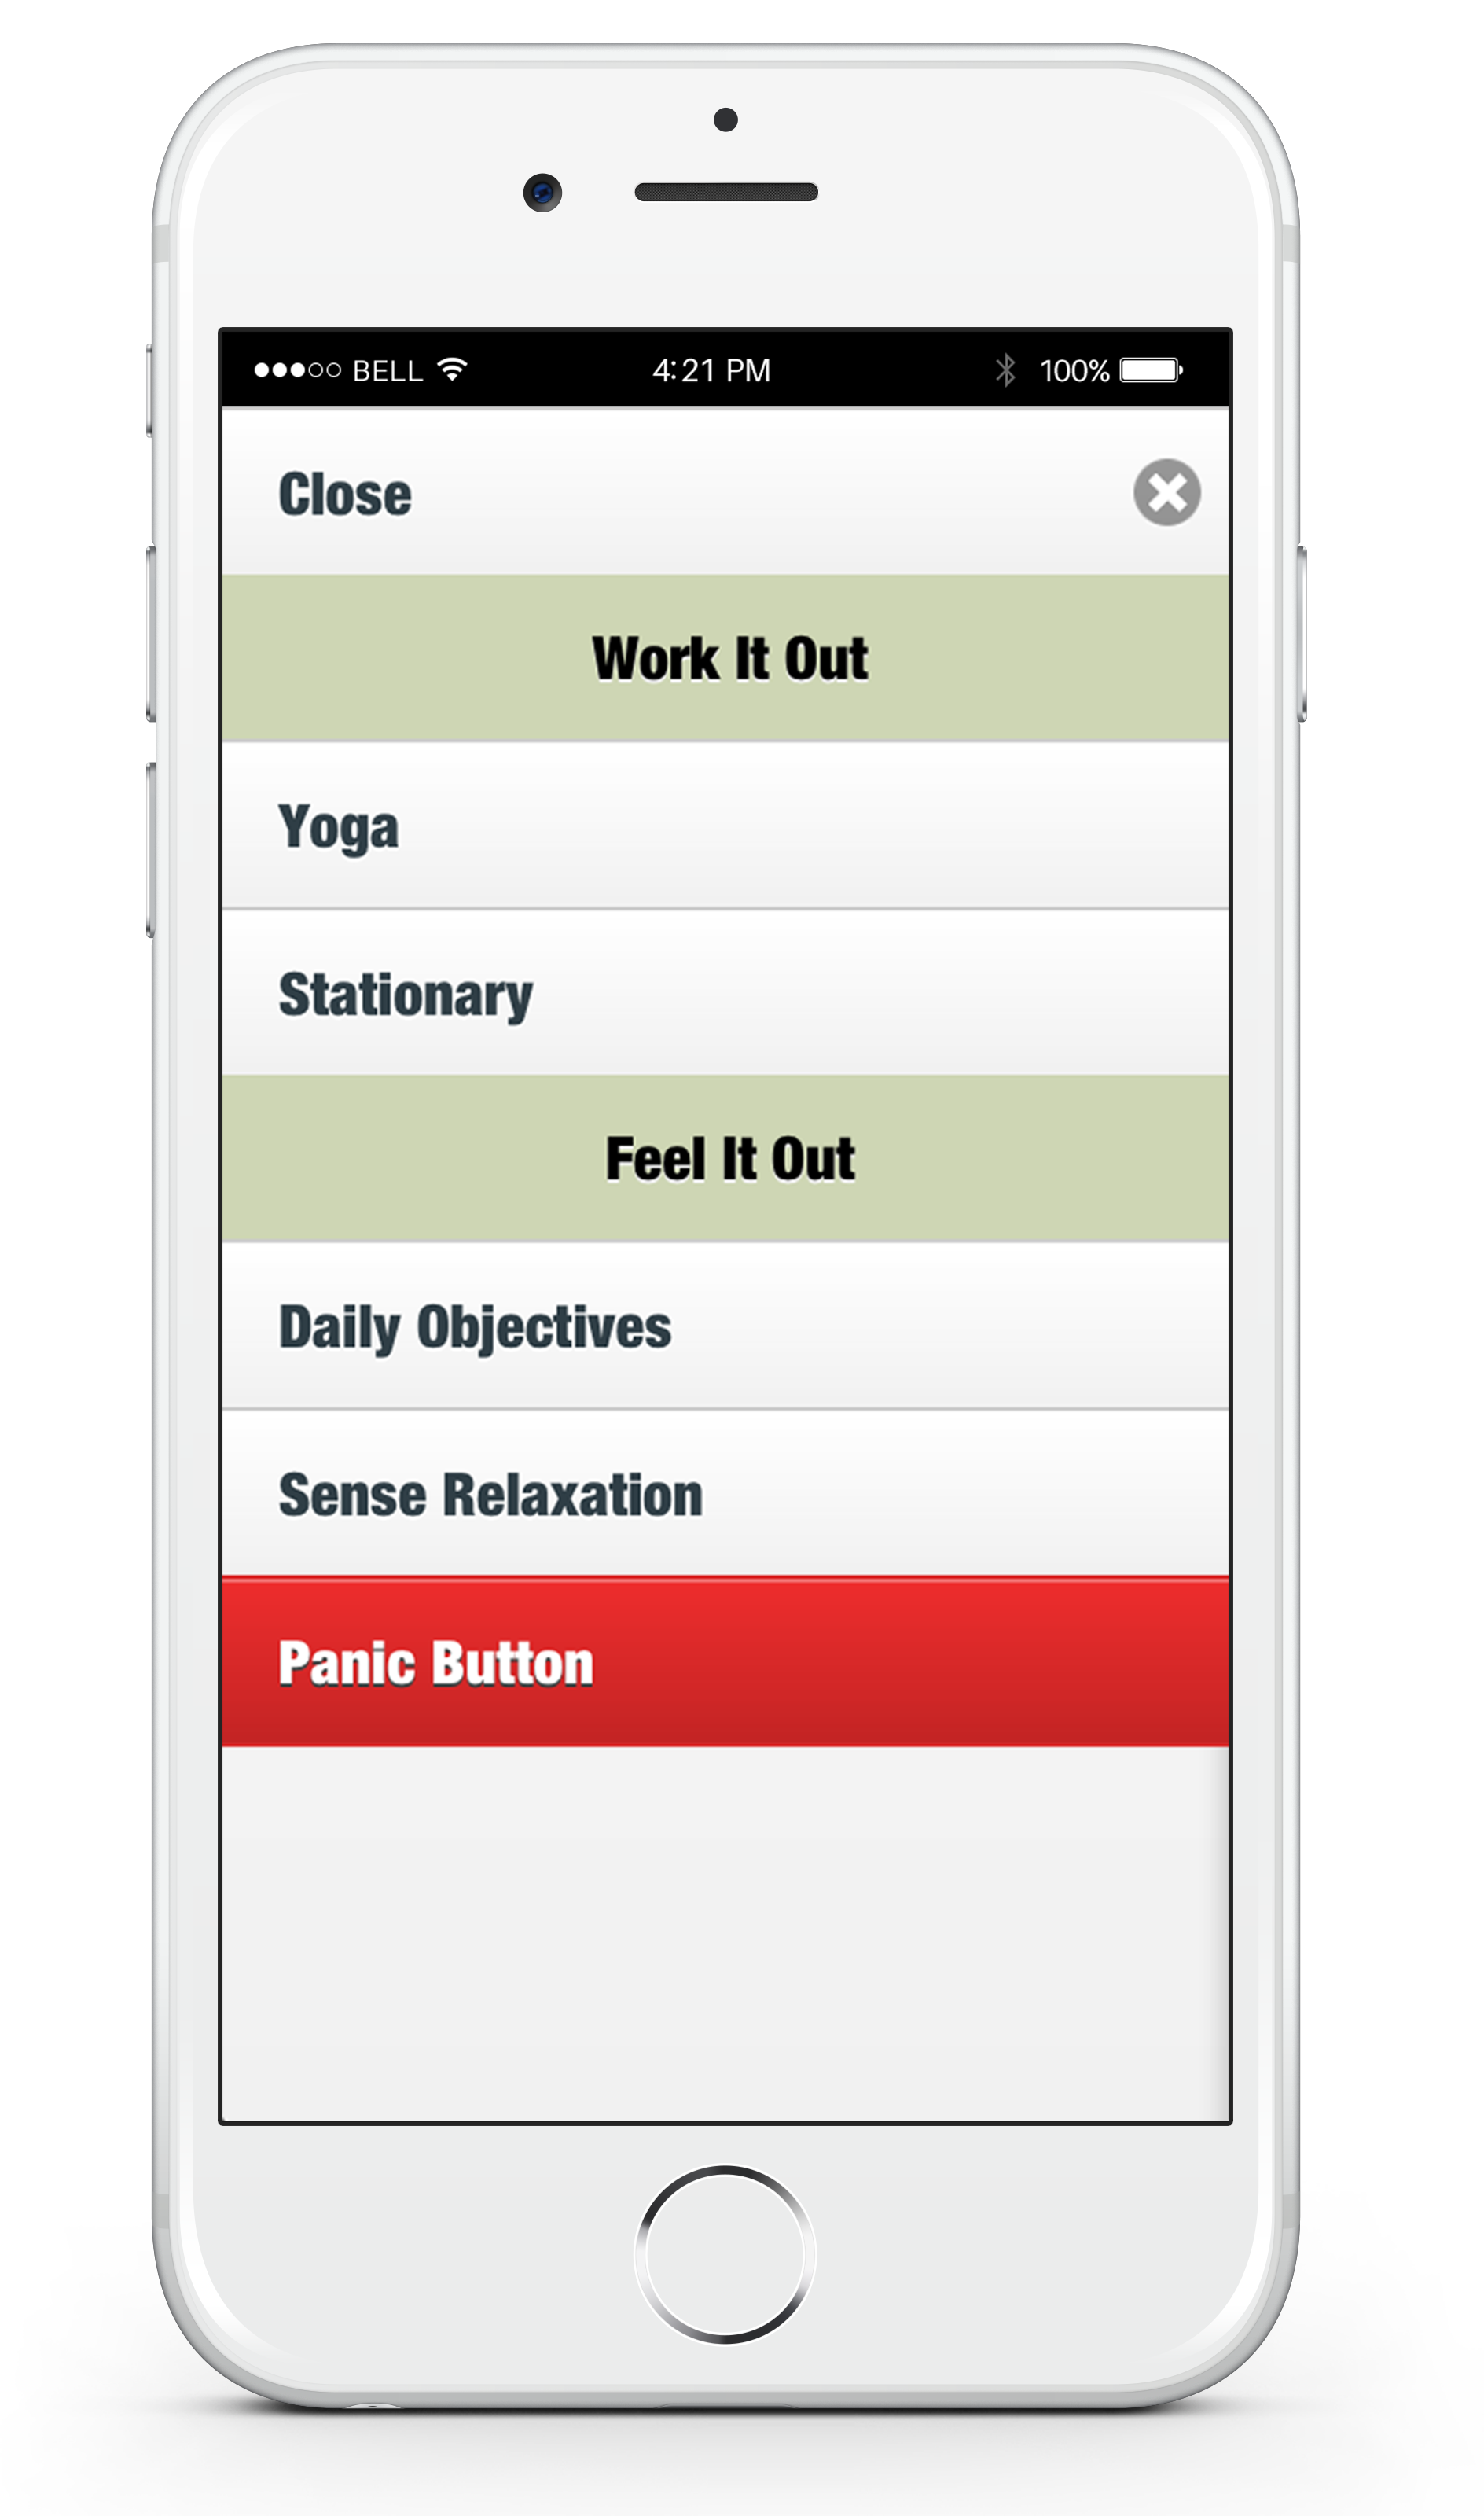 BELL 4:21 PM 100%
Close
Work It Out
Yoga
Stationary
Feel It Out
Daily Objectives
Sense Relaxation
Panic Button